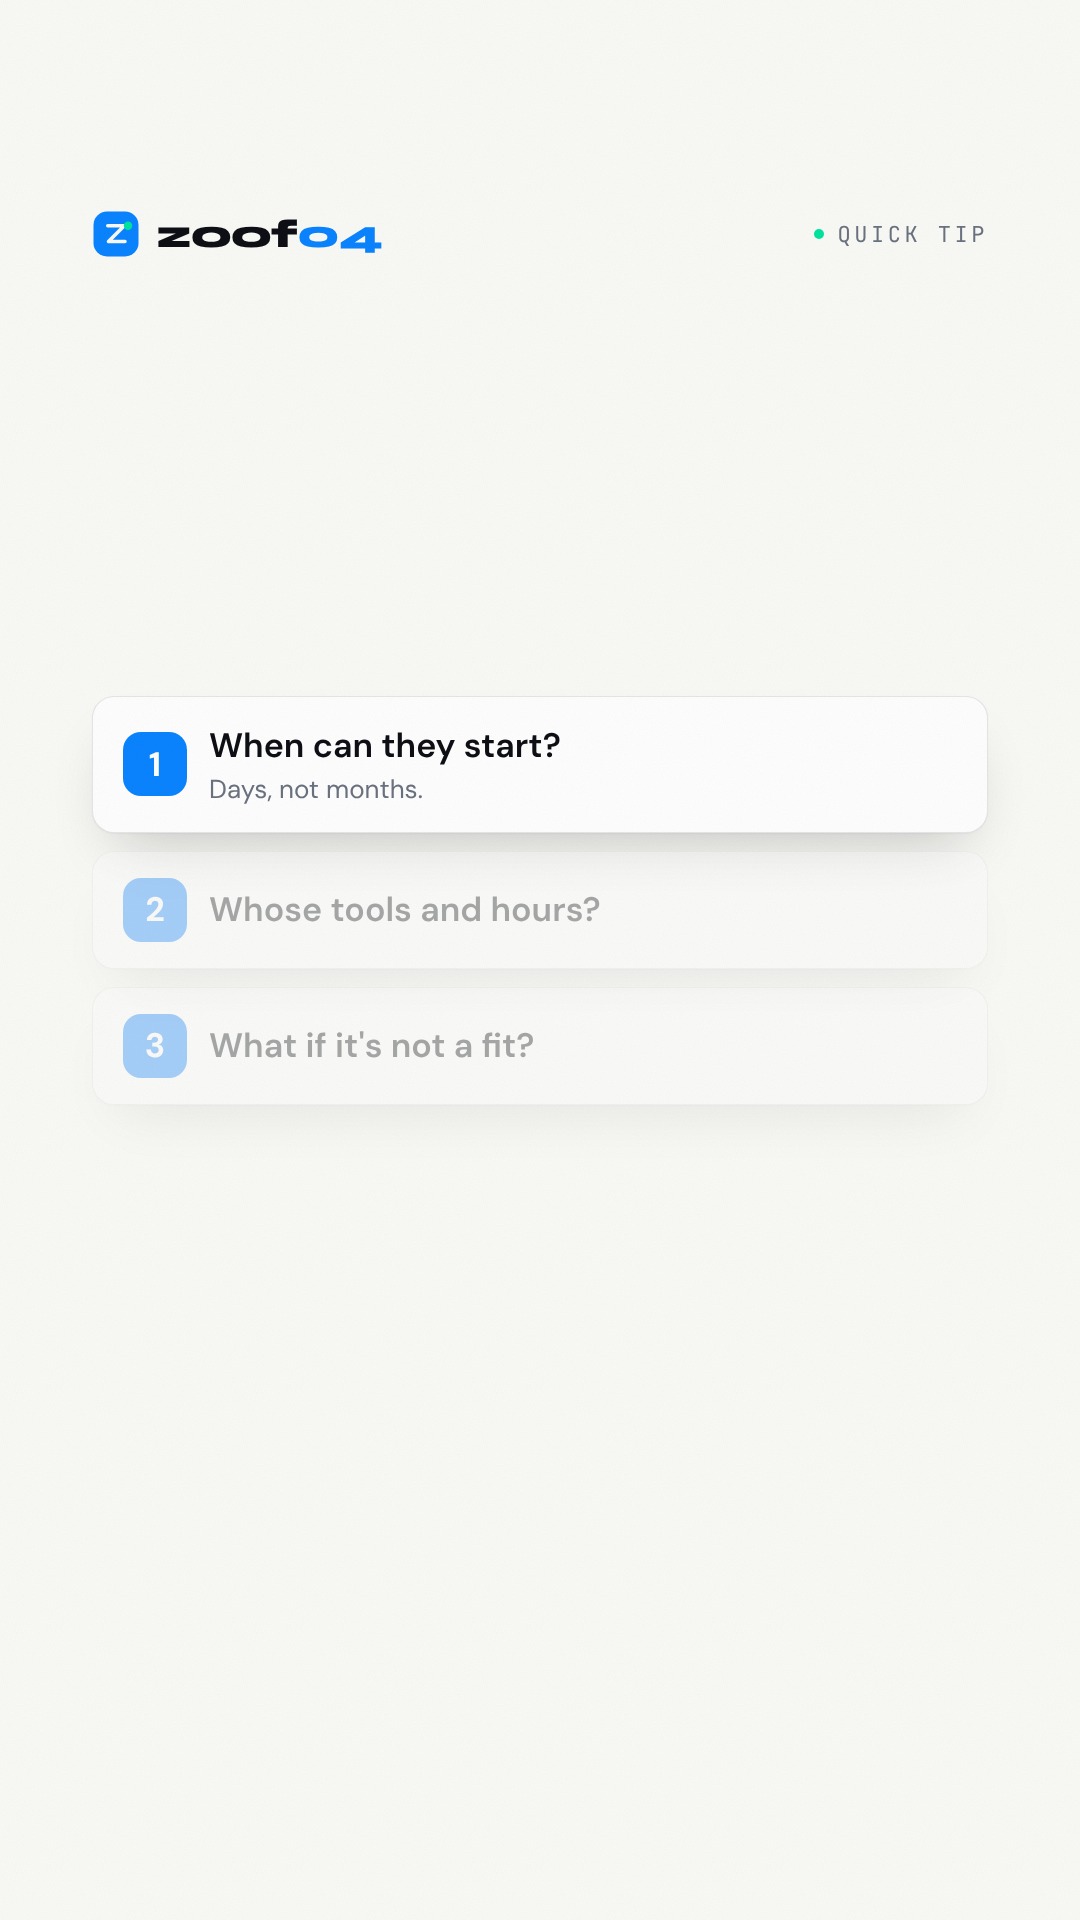 Z zoof04
QUICK TIP
1 When can they start?
Days, not months.
2 Whose tools and hours?
3 What if it's not a fit?